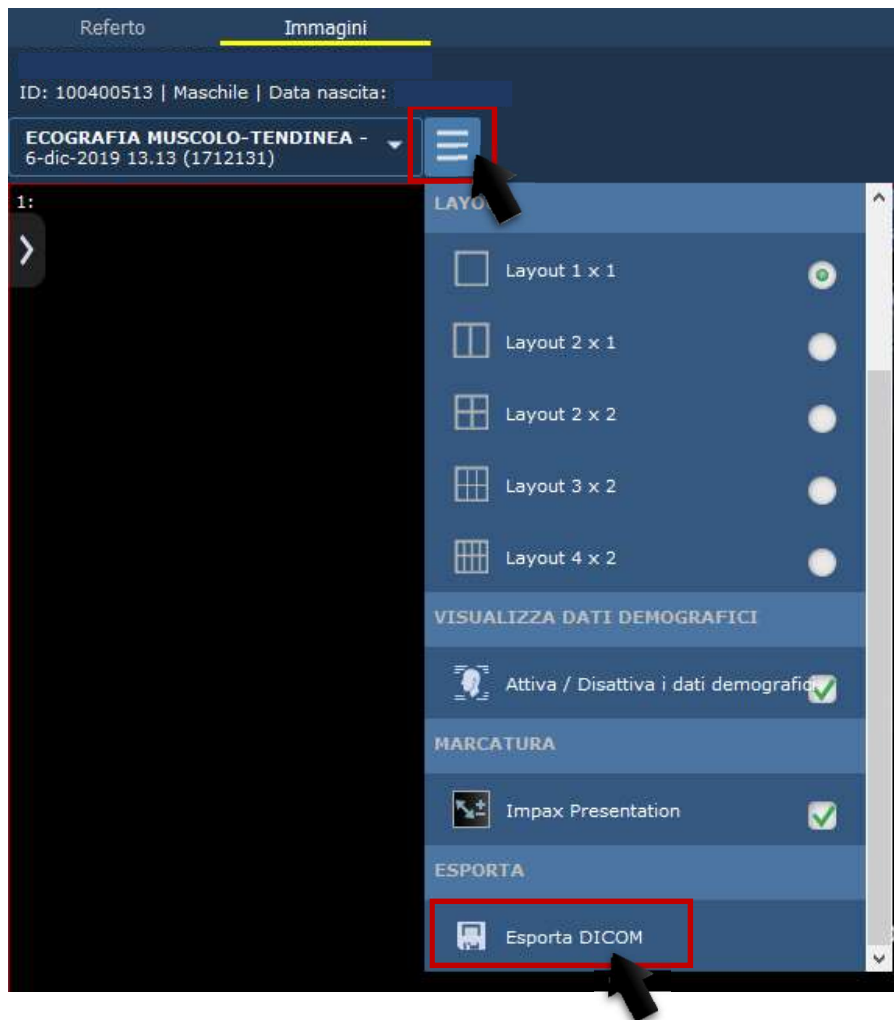 Referto
Immagini
ID: 100400513 | Maschile | Data nascita:
ECOGRAFIA MUSCOLO-TENDINEA -
6-dic-2019 13.13 (1712131)
1:
Layout 1 x 1
Layout 2 x 1
Layout 2 x 2
Layout 3 x 2
Layout 4 x 2
VISUALIZZA DATI DEMOGRAFICI
Attiva / Disattiva i dati
MARCATURA
Impax Presentation
ESPORTA
Esporta DICOM